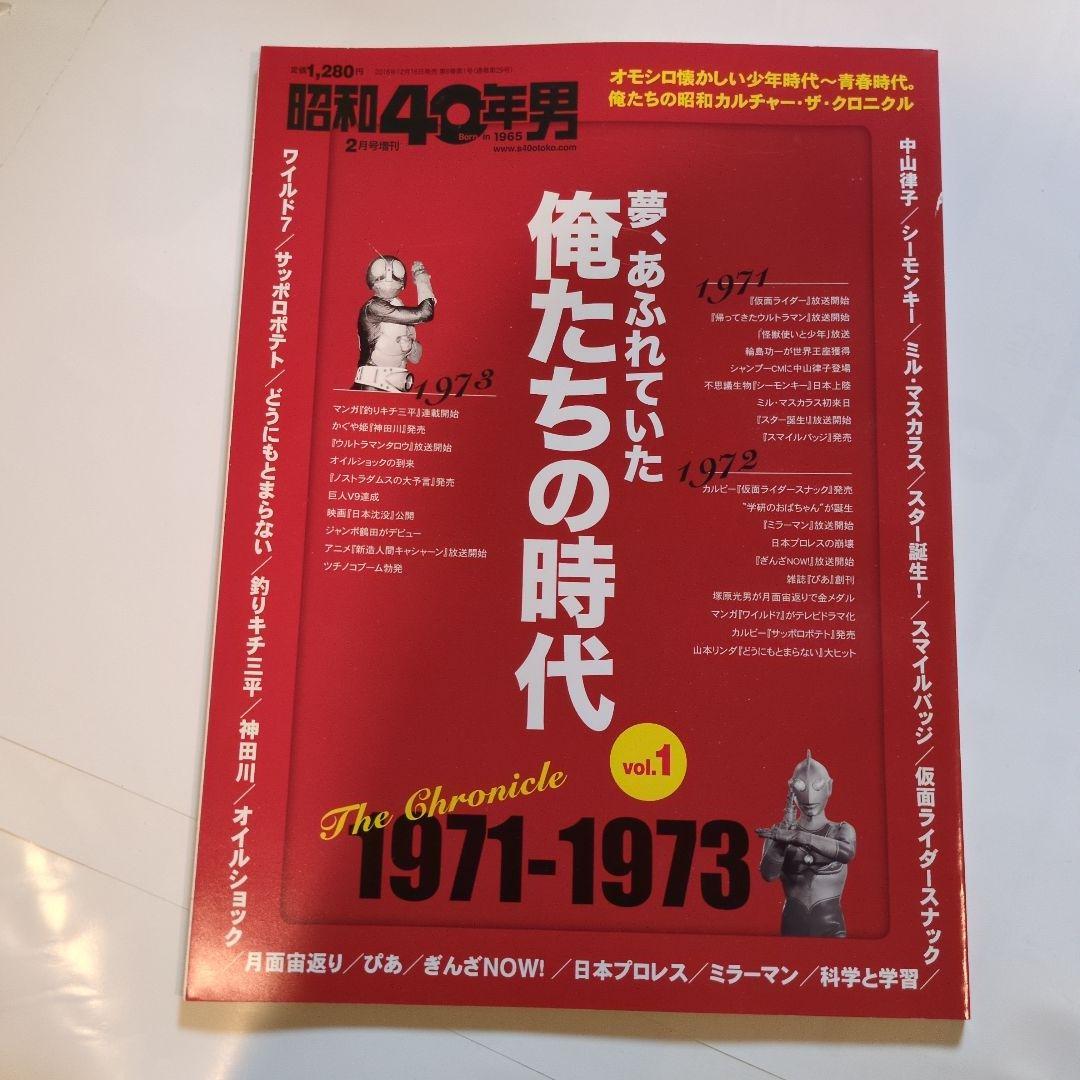 定価1,280円
2016年12月16日発売 第8巻第1号(通巻第29号)
昭和40年男
Born in 1965
2月号増刊
www.s40otoko.com
オモシロ懐かしい少年時代〜青春時代。
俺たちの昭和カルチャー・ザ・クロニクル
夢、あふれていた
俺たちの時代
vol.1
1971
『仮面ライダー』放送開始
『帰ってきたウルトラマン』放送開始
「怪獣使いと少年」放送
輪島功一が世界王座獲得
シャンプーCMに中山律子登場
不思議生物『シーモンキー』日本上陸
ミル・マスカラス初来日
『スター誕生!』放送開始
『スマイルバッジ』発売
1972
カルビー『仮面ライダースナック』発売
“学研のおばちゃん”が誕生
『ミラーマン』放送開始
日本プロレスの崩壊
『ぎんざNOW!』放送開始
雑誌『ぴあ』創刊
塚原光男が月面宙返りで金メダル
マンガ『ワイルド7』がテレビドラマ化
カルビー『サッポロポテト』発売
山本リンダ『どうにもとまらない』大ヒット
1973
マンガ『釣りキチ三平』連載開始
かぐや姫『神田川』発売
『ウルトラマンタロウ』放送開始
オイルショックの到来
『ノストラダムスの大予言』発売
巨人V9達成
映画『日本沈没』公開
ジャンボ鶴田がデビュー
アニメ『新造人間キャシャーン』放送開始
ツチノコブーム勃発
The Chronicle
1971-1973
中山律子/シーモンキー/ミル・マスカラス/スター誕生!/スマイルバッジ/仮面ライダースナック/
ワイルド7/サッポロポテト/どうにもとまらない/釣りキチ三平/神田川/オイルショック
/月面宙返り/ぴあ/ぎんざNOW!/日本プロレス/ミラーマン/科学と学習/